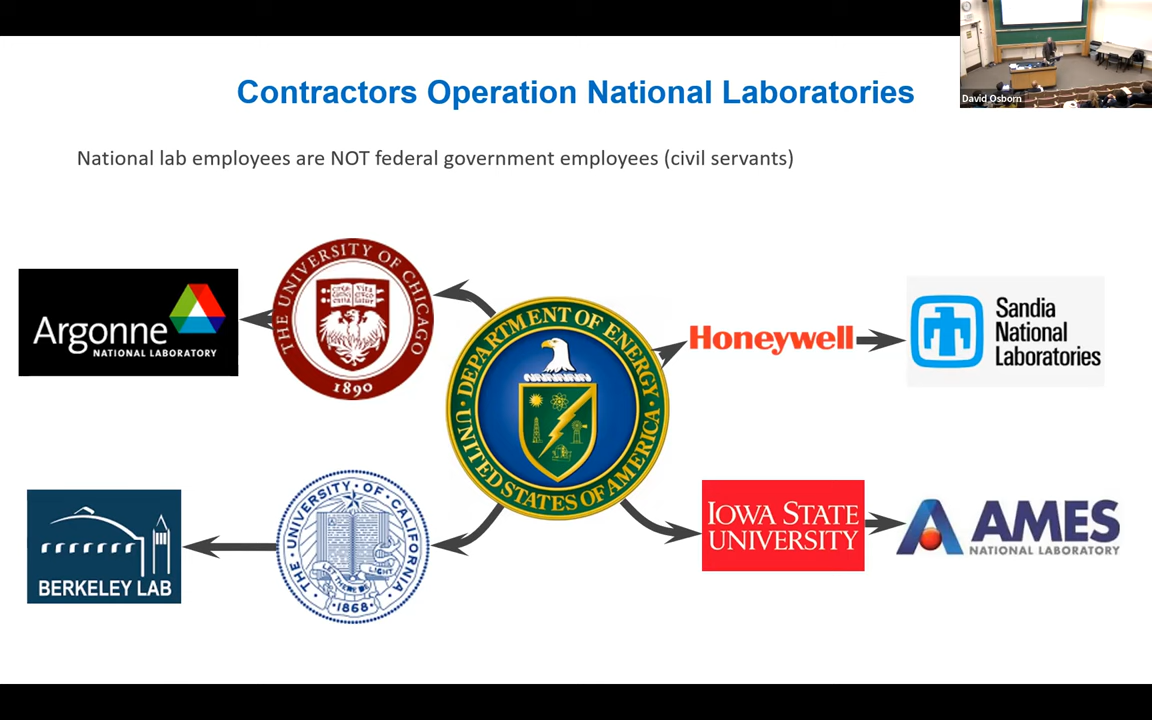 Contractors Operation National Laboratories
David Osborn
National lab employees are NOT federal government employees (civil servants)
Argonne
NATIONAL LABORATORY
THE UNIVERSITY OF CHICAGO
1890
UNITED STATES OF AMERICA
DEPARTMENT OF ENERGY
Honeywell
Sandia
National
Laboratories
BERKELEY LAB
THE UNIVERSITY OF CALIFORNIA
LET THERE BE LIGHT
1868
IOWA STATE
UNIVERSITY
AMES
NATIONAL LABORATORY